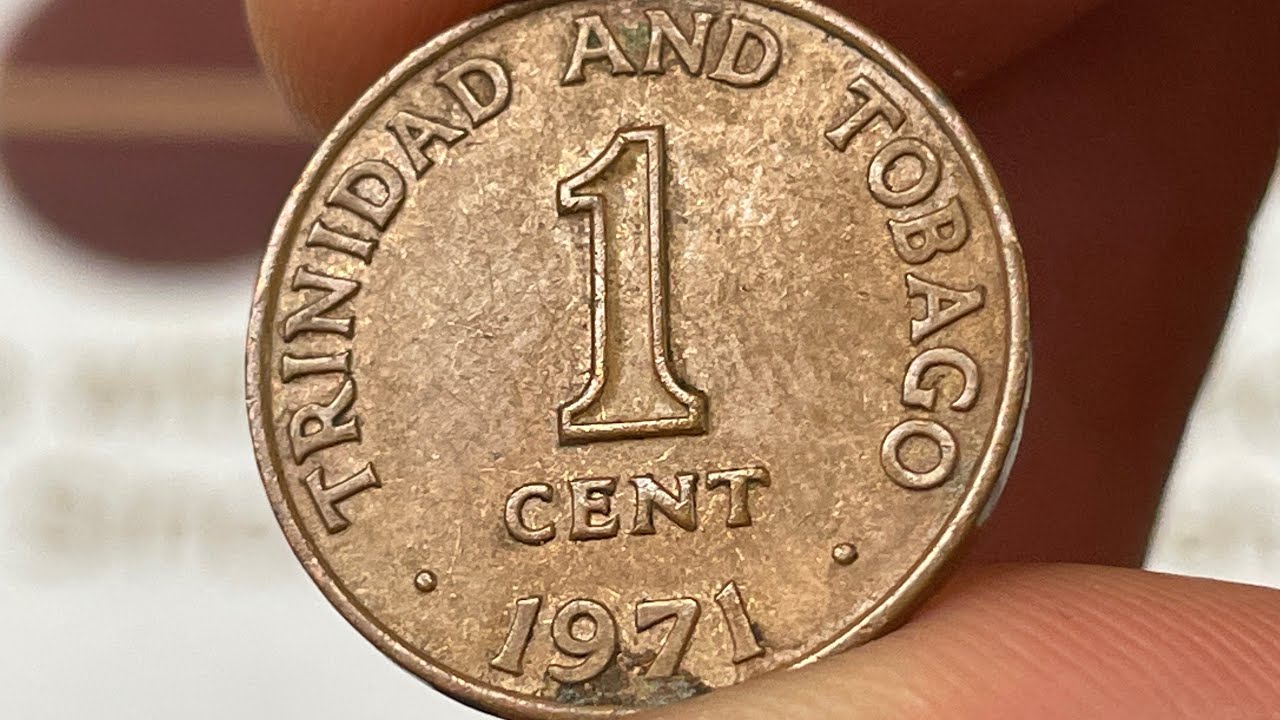 TRINIDAD AND TOBAGO
1
CENT
· 1971 ·